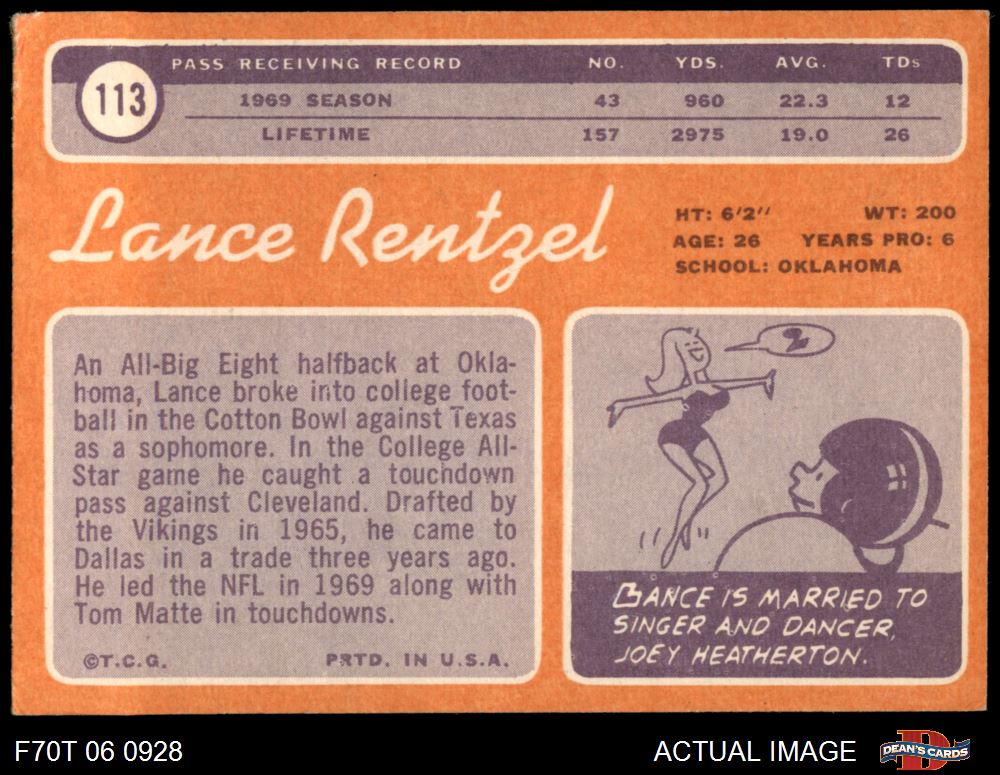 113
PASS RECEIVING RECORD NO. YDS. AVG. TDs
1969 SEASON 43 960 22.3 12
LIFETIME 157 2975 19.0 26
Lance Rentzel
HT: 6'2'' WT: 200
AGE: 26 YEARS PRO: 6
SCHOOL: OKLAHOMA
An All-Big Eight halfback at Okla-
homa, Lance broke into college foot-
ball in the Cotton Bowl against Texas
as a sophomore. In the College All-
Star game he caught a touchdown
pass against Cleveland. Drafted by
the Vikings in 1965, he came to
Dallas in a trade three years ago.
He led the NFL in 1969 along with
Tom Matte in touchdowns.
©T.C.G. PRTD. IN U.S.A.
LANCE IS MARRIED TO
SINGER AND DANCER,
JOEY HEATHERTON.
F70T 06 0928 ACTUAL IMAGE
D
DEAN'S CARDS